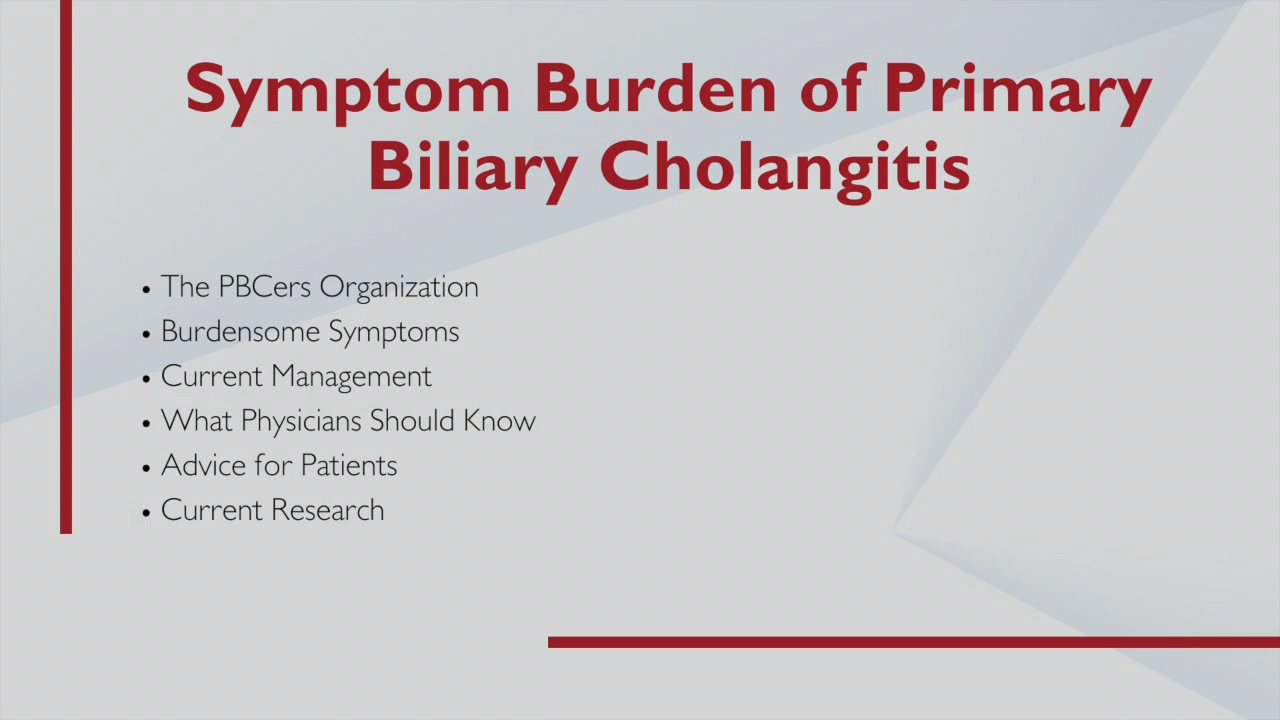 Symptom Burden of Primary
Biliary Cholangitis
• The PBCers Organization
• Burdensome Symptoms
• Current Management
• What Physicians Should Know
• Advice for Patients
• Current Research